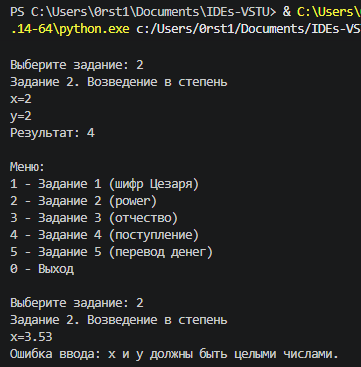 PS C:\Users\0rst1\Documents\IDEs-VSTU> & C:\Users\
.14-64\python.exe c:/Users/0rst1/Documents/IDEs-VS
Выберите задание: 2
Задание 2. Возведение в степень
x=2
y=2
Результат: 4
Меню:
1 - Задание 1 (шифр Цезаря)
2 - Задание 2 (power)
3 - Задание 3 (отчество)
4 - Задание 4 (поступление)
5 - Задание 5 (перевод денег)
0 - Выход
Выберите задание: 2
Задание 2. Возведение в степень
x=3.53
Ошибка ввода: x и y должны быть целыми числами.